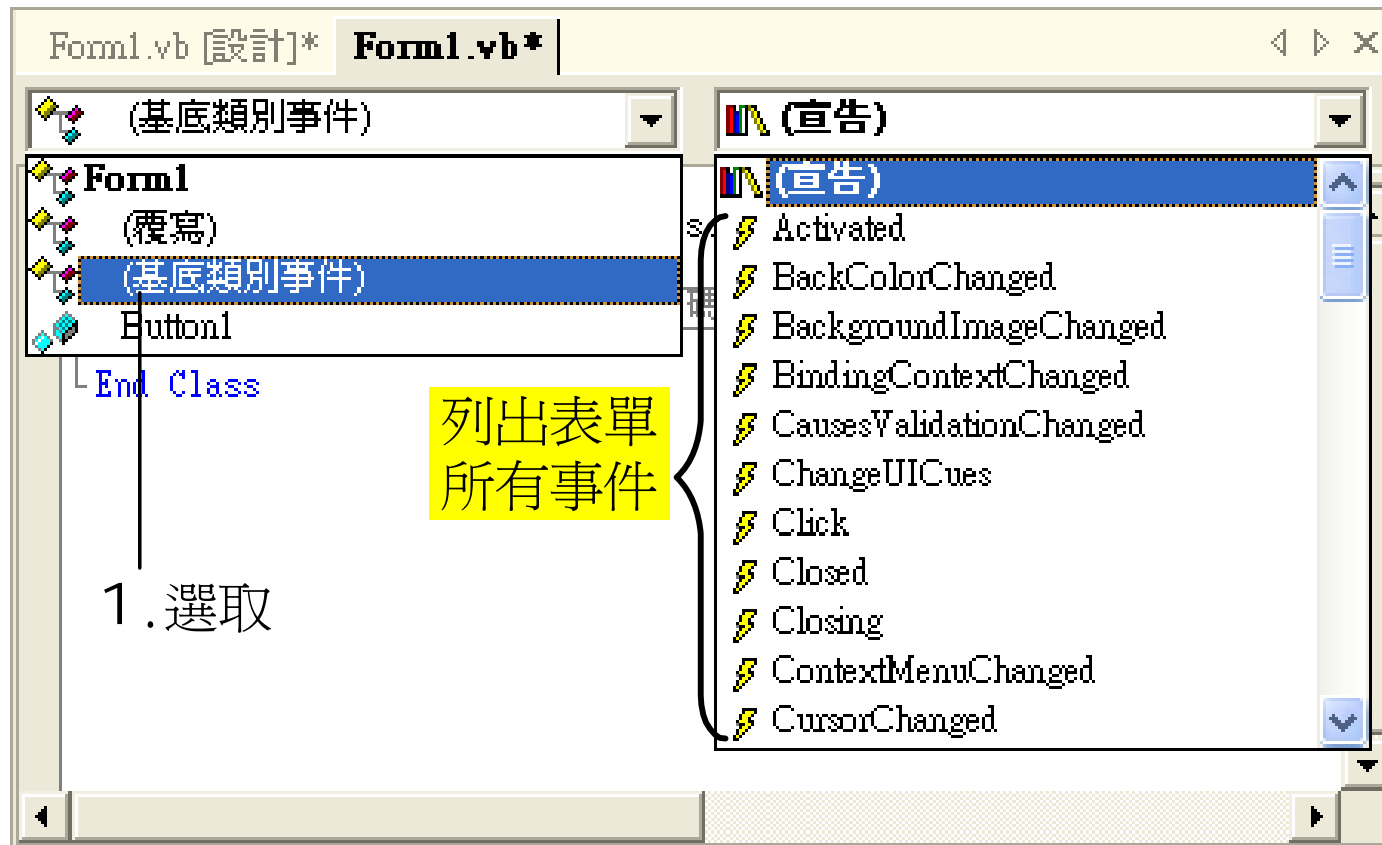 Form1.vb [設計]* Form1.vb*
(基底類別事件)
(宣告)
Form1
(覆寫)
(基底類別事件)
Button1
End Class
(宣告)
Activated
BackColorChanged
BackgroundImageChanged
BindingContextChanged
CausesValidationChanged
ChangeUICues
Click
Closed
Closing
ContextMenuChanged
CursorChanged
列出表單
所有事件
1.選取